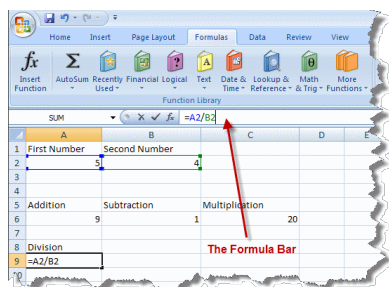 Home Insert Page Layout Formulas Data Review View
fx Σ A θ
Insert Function AutoSum Recently Used Financial Logical Text Date & Time Lookup & Reference Math & Trig More Functions
Function Library
SUM fx =A2/B2
A B C D E
1 First Number Second Number
2 5 4
3
4
5 Addition Subtraction Multiplication
6 9 1 20
7
8 Division
The Formula Bar
9 =A2/B2
10